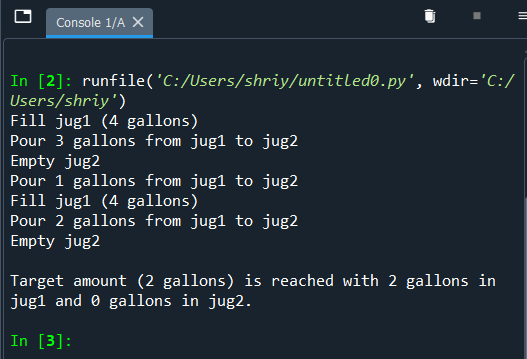 Console 1/A
In [2]: runfile('C:/Users/shriy/untitled0.py', wdir='C:/
Users/shriy')
Fill jug1 (4 gallons)
Pour 3 gallons from jug1 to jug2
Empty jug2
Pour 1 gallons from jug1 to jug2
Fill jug1 (4 gallons)
Pour 2 gallons from jug1 to jug2
Empty jug2
Target amount (2 gallons) is reached with 2 gallons in
jug1 and 0 gallons in jug2.
In [3]: